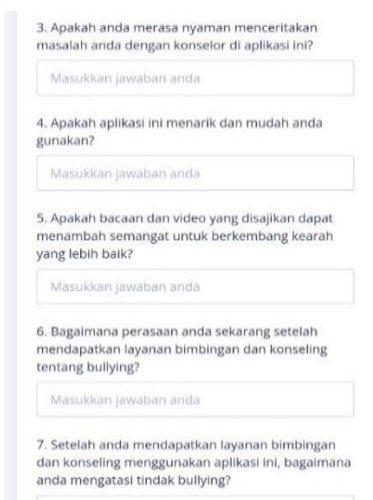 3. Apakah anda merasa nyaman menceritakan
masalah anda dengan konselor di aplikasi ini?
Masukkan jawaban anda
4. Apakah aplikasi ini menarik dan mudah anda
gunakan?
Masukkan jawaban anda
5. Apakah bacaan dan video yang disajikan dapat
menambah semangat untuk berkembang kearah
yang lebih baik?
Masukkan jawaban anda
6. Bagaimana perasaan anda sekarang setelah
mendapatkan layanan bimbingan dan konseling
tentang bullying?
Masukkan jawaban anda
7. Setelah anda mendapatkan layanan bimbingan
dan konseling menggunakan aplikasi ini, bagaimana
anda mengatasi tindak bullying?